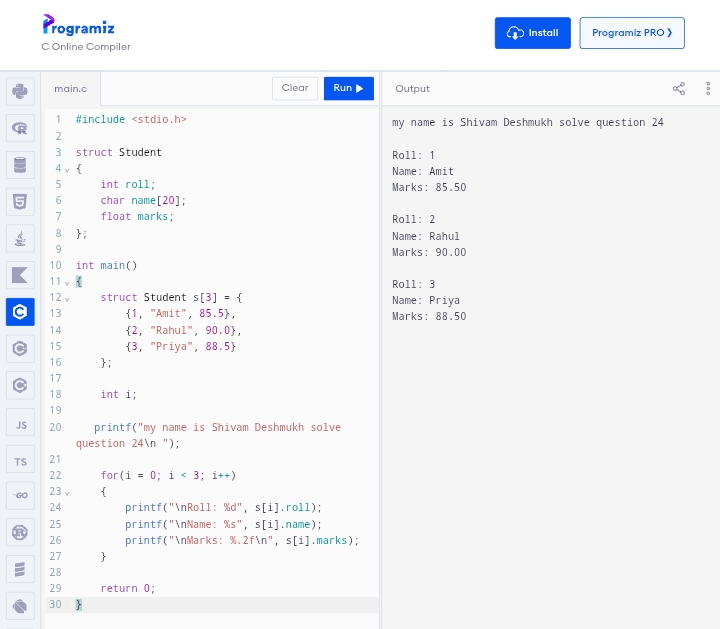 Programiz
C Online Compiler
Install
Programiz PRO ❯
main.c
Clear
Run
1 #include <stdio.h>
2
3 struct Student
4 {
5     int roll;
6     char name[20];
7     float marks;
8 };
9
10 int main()
11 {
12     struct Student s[3] = {
13         {1, "Amit", 85.5},
14         {2, "Rahul", 90.0},
15         {3, "Priya", 88.5}
16     };
17
18     int i;
19
20    printf("my name is Shivam Deshmukh solve
question 24\n ");
21
22     for(i = 0; i < 3; i++)
23     {
24         printf("\nRoll: %d", s[i].roll);
25         printf("\nName: %s", s[i].name);
26         printf("\nMarks: %.2f\n", s[i].marks);
27     }
28
29     return 0;
30 }
JS
TS
GO
Output
my name is Shivam Deshmukh solve question 24
Roll: 1
Name: Amit
Marks: 85.50
Roll: 2
Name: Rahul
Marks: 90.00
Roll: 3
Name: Priya
Marks: 88.50